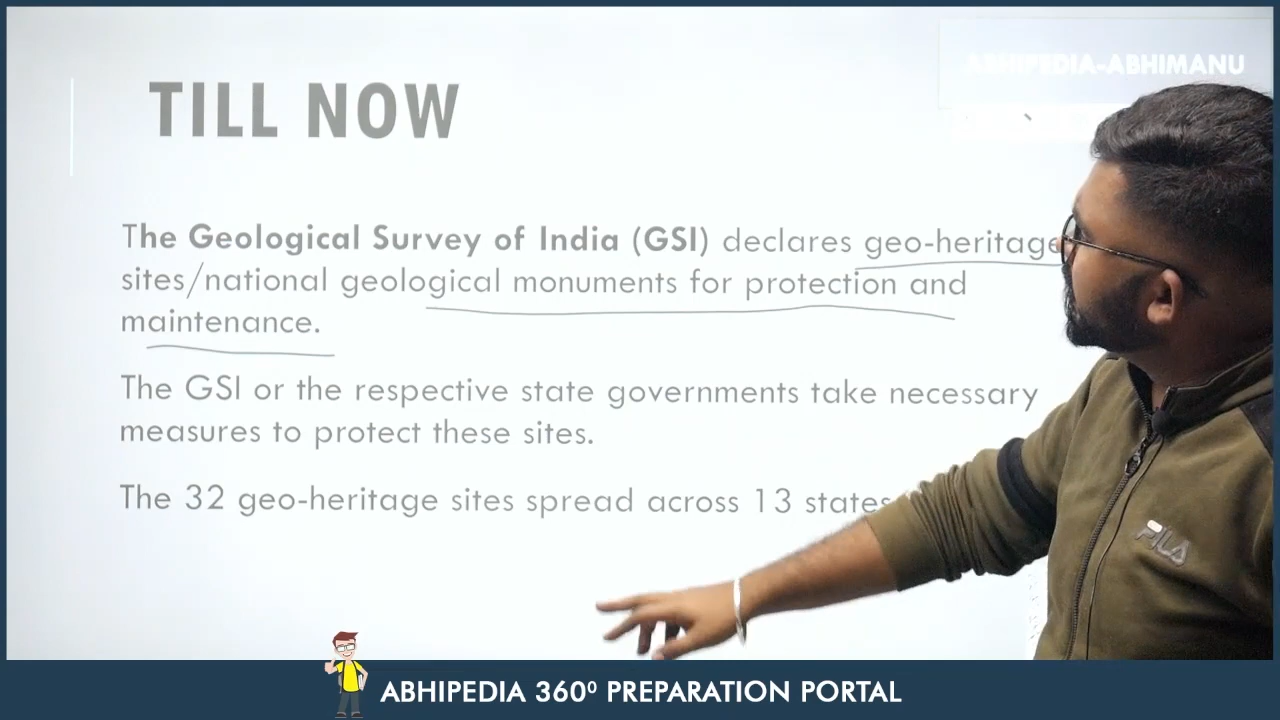 ABHIPEDIA-ABHIMANU
TILL NOW
The Geological Survey of India (GSI) declares geo-heritage
sites/national geological monuments for protection and
maintenance.
The GSI or the respective state governments take necessary
measures to protect these sites.
The 32 geo-heritage sites spread across 13 states
FILA
ABHIPEDIA 360⁰ PREPARATION PORTAL